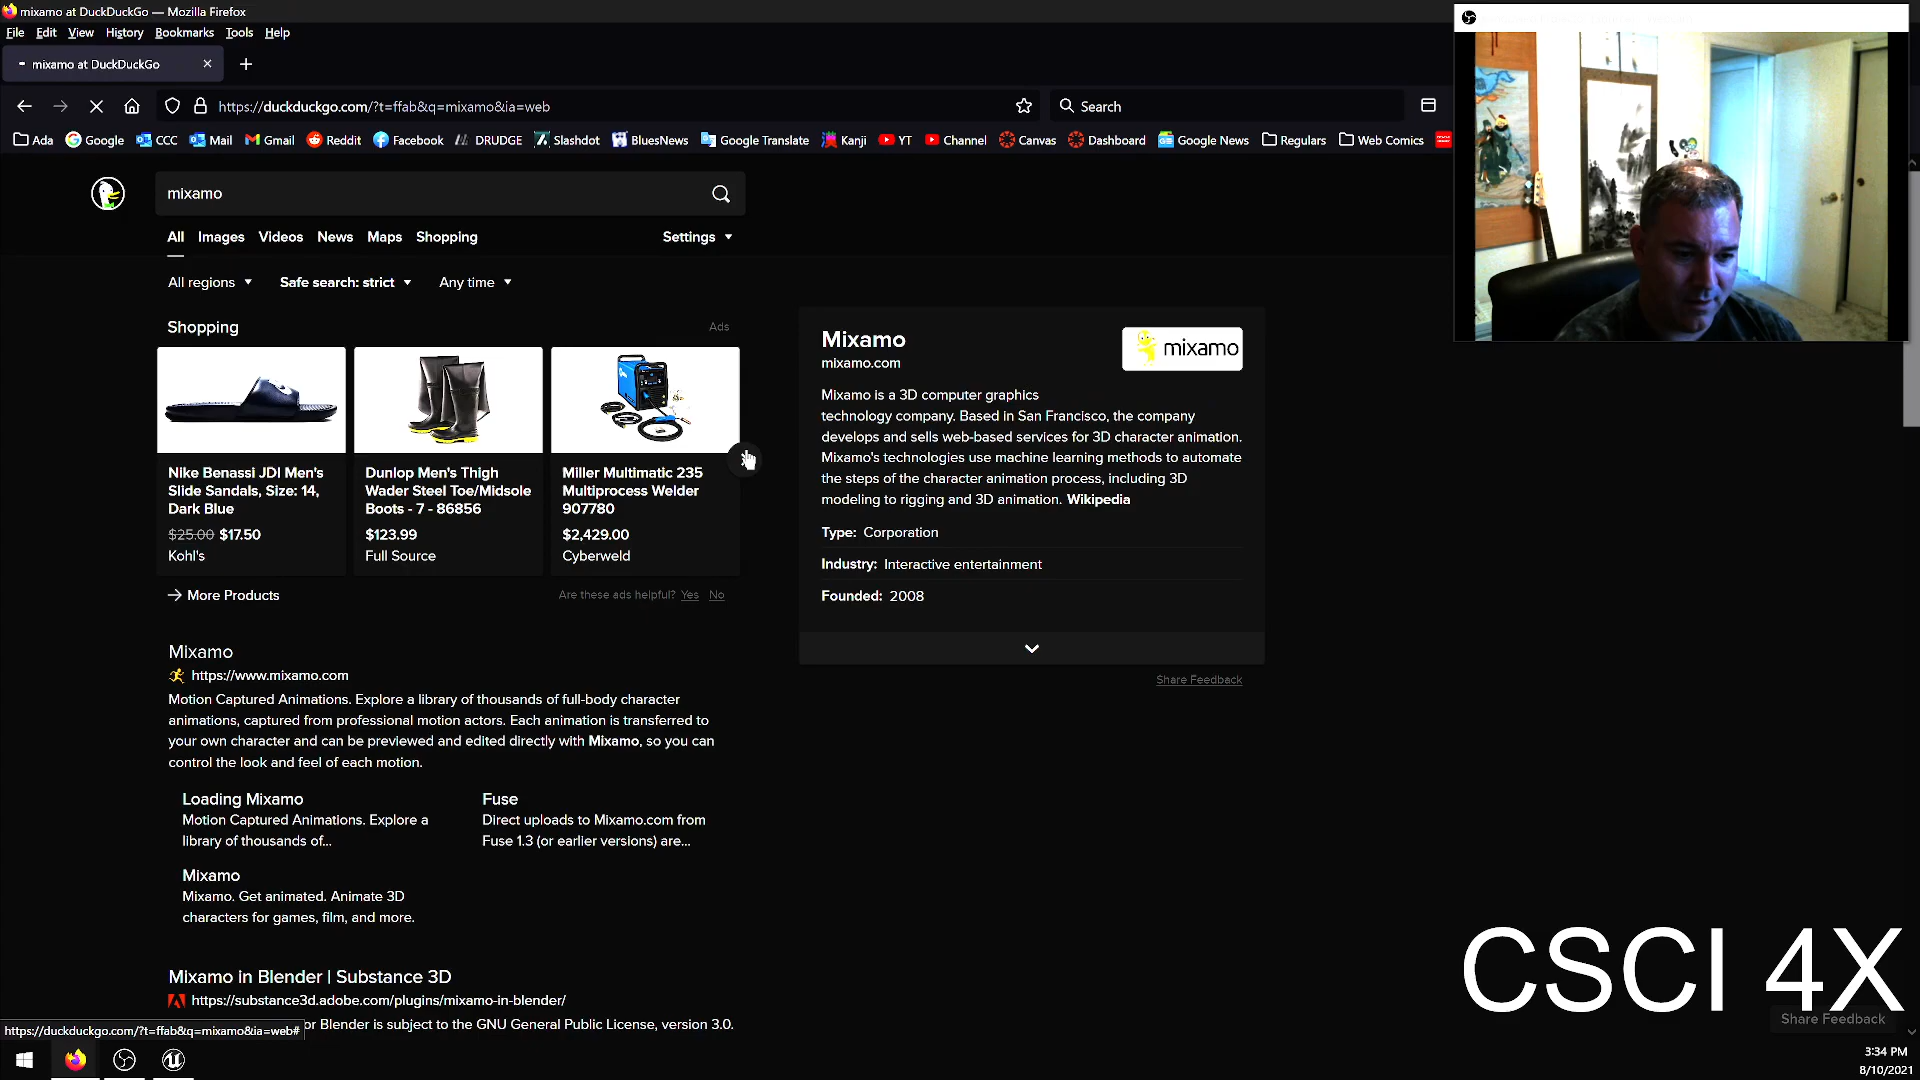 mixamo at DuckDuckGo — Mozilla Firefox
File Edit View History Bookmarks Tools Help
mixamo at DuckDuckGo
https://duckduckgo.com/?t=ffab&q=mixamo&ia=web
Search
Ada Google CCC Mail Gmail Reddit Facebook DRUDGE Slashdot BluesNews Google Translate Kanji YT Channel Canvas Dashboard Google News Regulars Web Comics
mixamo
All Images Videos News Maps Shopping Settings
All regions Safe search: strict Any time
Shopping Ads
Nike Benassi JDI Men's
Slide Sandals, Size: 14,
Dark Blue
$25.00 $17.50
Kohl's
Dunlop Men's Thigh
Wader Steel Toe/Midsole
Boots - 7 - 86856
$123.99
Full Source
Miller Multimatic 235
Multiprocess Welder
907780
$2,429.00
Cyberweld
More Products
Are these ads helpful? Yes No
Mixamo
mixamo.com
mixamo
Mixamo is a 3D computer graphics
technology company. Based in San Francisco, the company
develops and sells web-based services for 3D character animation.
Mixamo's technologies use machine learning methods to automate
the steps of the character animation process, including 3D
modeling to rigging and 3D animation. Wikipedia
Type: Corporation
Industry: Interactive entertainment
Founded: 2008
Share Feedback
Mixamo
https://www.mixamo.com
Motion Captured Animations. Explore a library of thousands of full-body character
animations, captured from professional motion actors. Each animation is transferred to
your own character and can be previewed and edited directly with Mixamo, so you can
control the look and feel of each motion.
Loading Mixamo
Motion Captured Animations. Explore a
library of thousands of...
Fuse
Direct uploads to Mixamo.com from
Fuse 1.3 (or earlier versions) are...
Mixamo
Mixamo. Get animated. Animate 3D
characters for games, film, and more.
Mixamo in Blender | Substance 3D
https://substance3d.adobe.com/plugins/mixamo-in-blender/
or Blender is subject to the GNU General Public License, version 3.0.
https://duckduckgo.com/?t=ffab&q=mixamo&ia=web#
CSCI 4X
Share Feedback
3:34 PM
8/10/2021